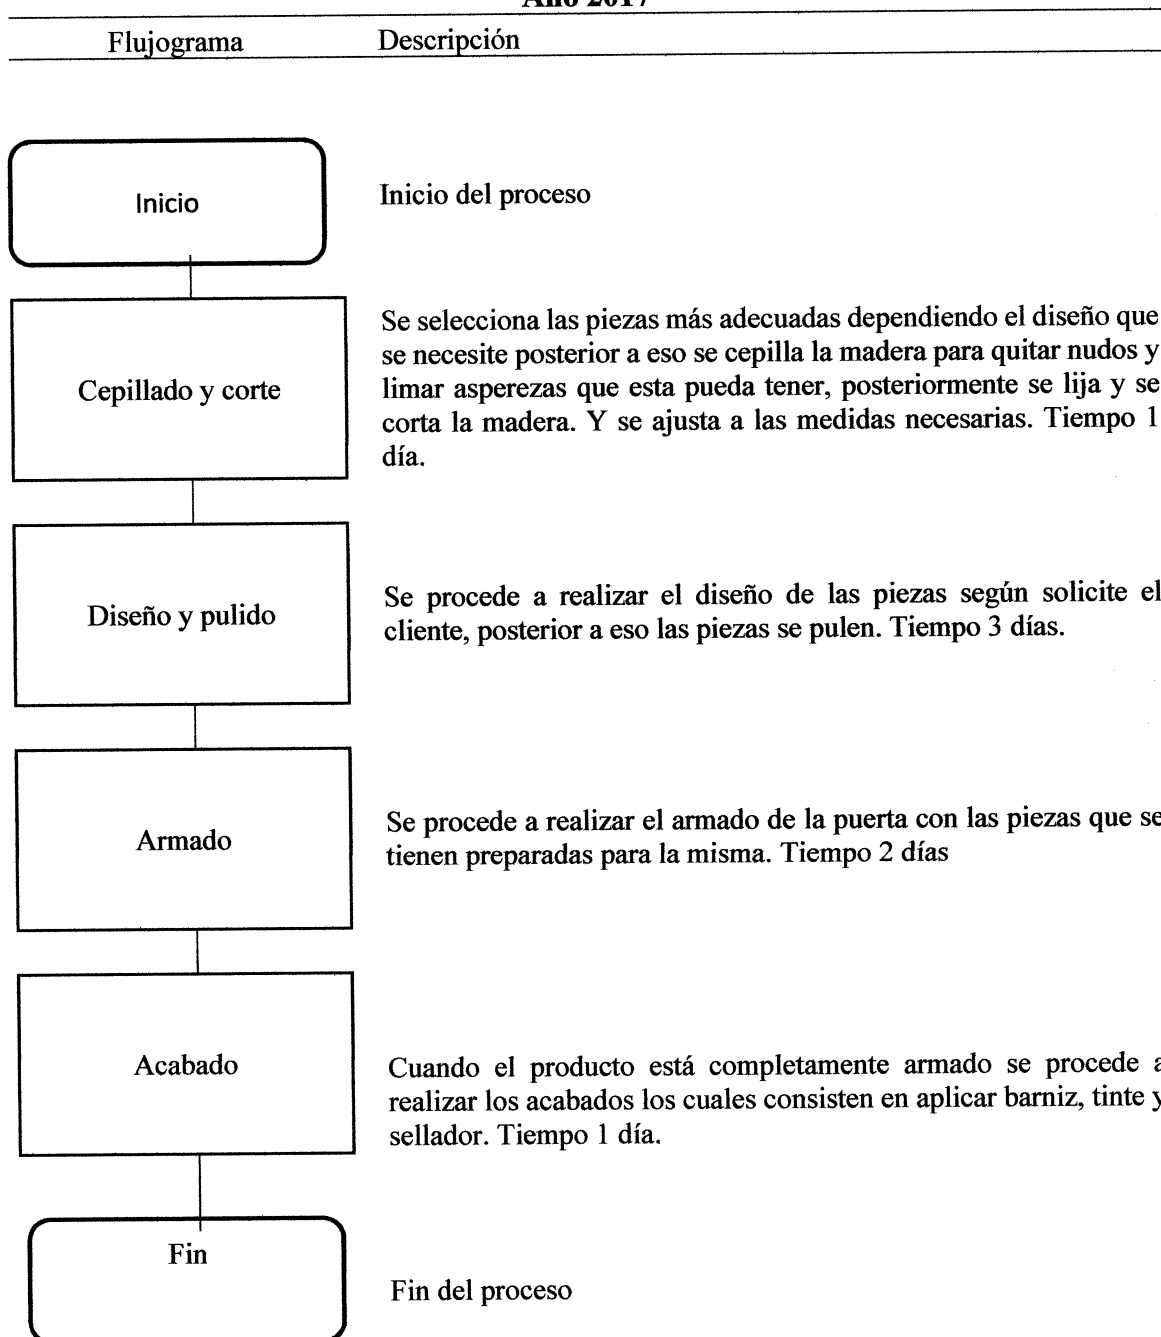 Año 2017
Flujograma Descripción
Inicio
Inicio del proceso
Cepillado y corte
Se selecciona las piezas más adecuadas dependiendo el diseño que
se necesite posterior a eso se cepilla la madera para quitar nudos y
limar asperezas que esta pueda tener, posteriormente se lija y se
corta la madera. Y se ajusta a las medidas necesarias. Tiempo 1
día.
Diseño y pulido
Se procede a realizar el diseño de las piezas según solicite el
cliente, posterior a eso las piezas se pulen. Tiempo 3 días.
Armado
Se procede a realizar el armado de la puerta con las piezas que se
tienen preparadas para la misma. Tiempo 2 días
Acabado
Cuando el producto está completamente armado se procede a
realizar los acabados los cuales consisten en aplicar barniz, tinte y
sellador. Tiempo 1 día.
Fin
Fin del proceso